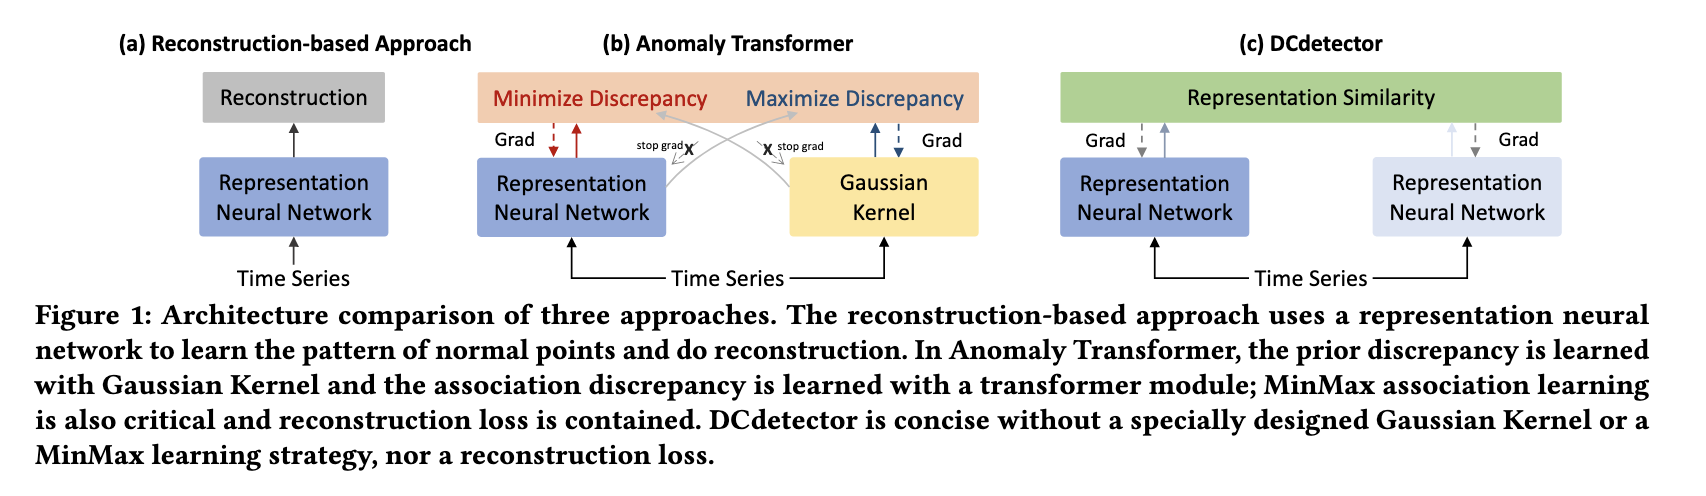 (a) Reconstruction-based Approach
Reconstruction
Representation
Neural Network
Time Series
(b) Anomaly Transformer
Minimize Discrepancy
Maximize Discrepancy
Grad
stop grad
X
X
stop grad
Grad
Representation
Neural Network
Gaussian
Kernel
Time Series
(c) DCdetector
Representation Similarity
Grad
Grad
Representation
Neural Network
Representation
Neural Network
Time Series
Figure 1: Architecture comparison of three approaches. The reconstruction-based approach uses a representation neural
network to learn the pattern of normal points and do reconstruction. In Anomaly Transformer, the prior discrepancy is learned
with Gaussian Kernel and the association discrepancy is learned with a transformer module; MinMax association learning
is also critical and reconstruction loss is contained. DCdetector is concise without a specially designed Gaussian Kernel or a
MinMax learning strategy, nor a reconstruction loss.